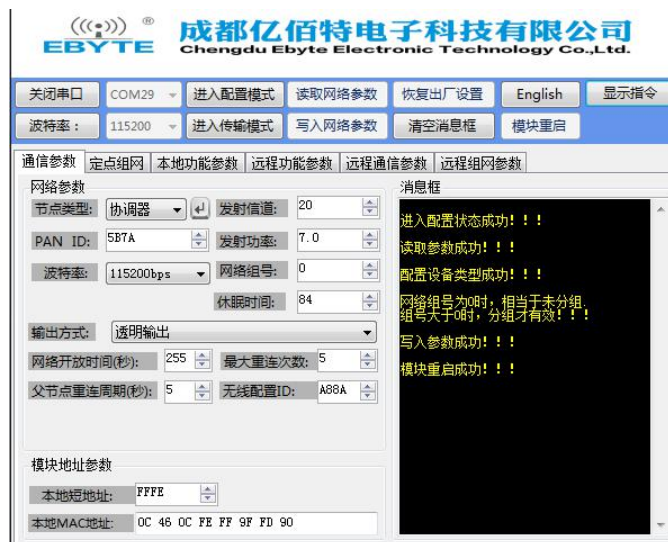 ((·)) ®
EBYTE
成都亿佰特电子科技有限公司
Chengdu Ebyte Electronic Technology Co.,Ltd.
关闭串口 COM29 进入配置模式 读取网络参数 恢复出厂设置 English 显示指令
波特率: 115200 进入传输模式 写入网络参数 清空消息框 模块重启
通信参数 定点组网 本地功能参数 远程功能参数 远程通信参数 远程组网参数
网络参数
节点类型: 协调器 发射信道: 20
PAN ID: 5B7A 发射功率: 7.0
波特率: 115200bps 网络组号: 0
休眠时间: 84
输出方式: 透明输出
网络开放时间(秒): 255 最大重连次数: 5
父节点重连周期(秒): 5 无线配置ID: A88A
模块地址参数
本地短地址: FFFE
本地MAC地址: 0C 46 0C FE FF 9F FD 90
消息框
进入配置状态成功!!!
读取参数成功!!!
配置设备类型成功!!!
网络组号为0时,相当于未分组,
组号大于0时,分组才有效!!!
写入参数成功!!!
模块重启成功!!!